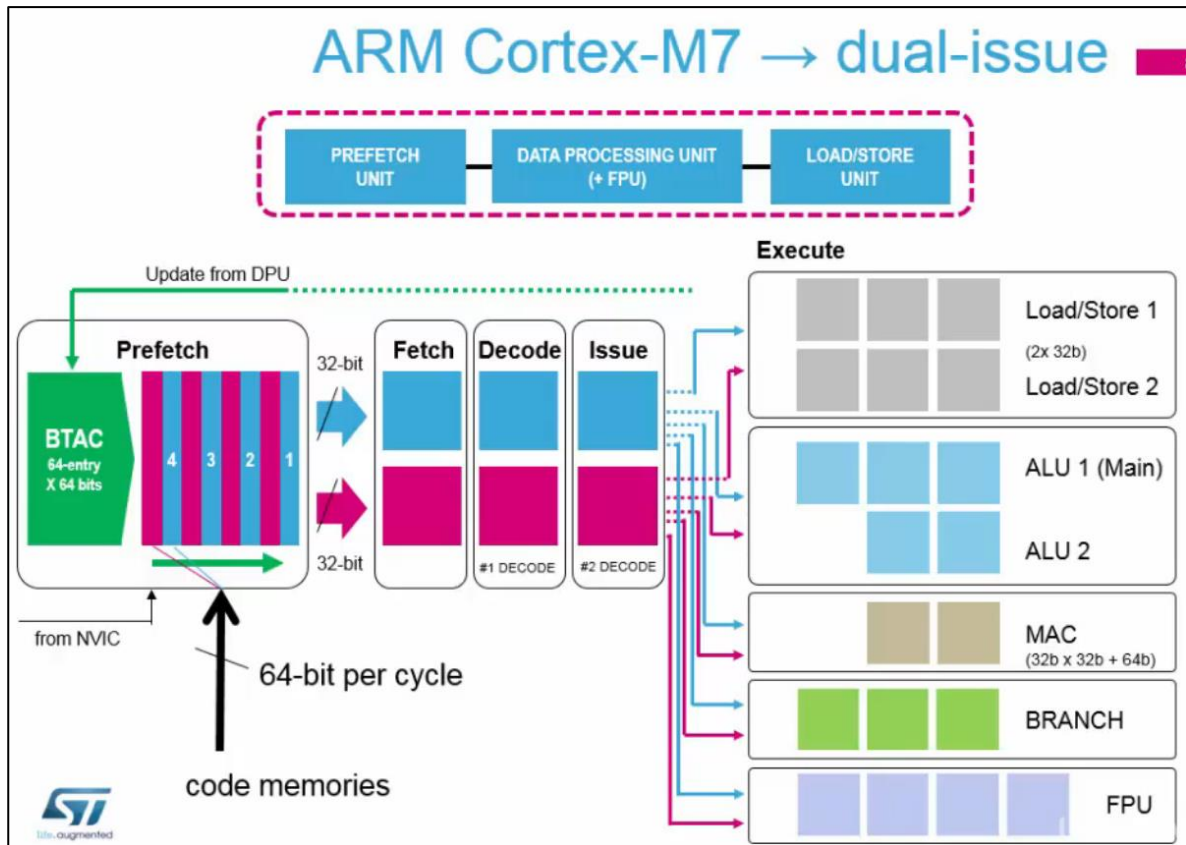 ARM Cortex-M7 → dual-issue
PREFETCH
UNIT
DATA PROCESSING UNIT
(+ FPU)
LOAD/STORE
UNIT
Update from DPU
Prefetch
BTAC
64-entry
X 64 bits
4
3
2
1
from NVIC
64-bit per cycle
code memories
32-bit
32-bit
Fetch
Decode
#1 DECODE
Issue
#2 DECODE
Execute
Load/Store 1
(2x 32b)
Load/Store 2
ALU 1 (Main)
ALU 2
MAC
(32b x 32b + 64b)
BRANCH
FPU
ST
life.augmented